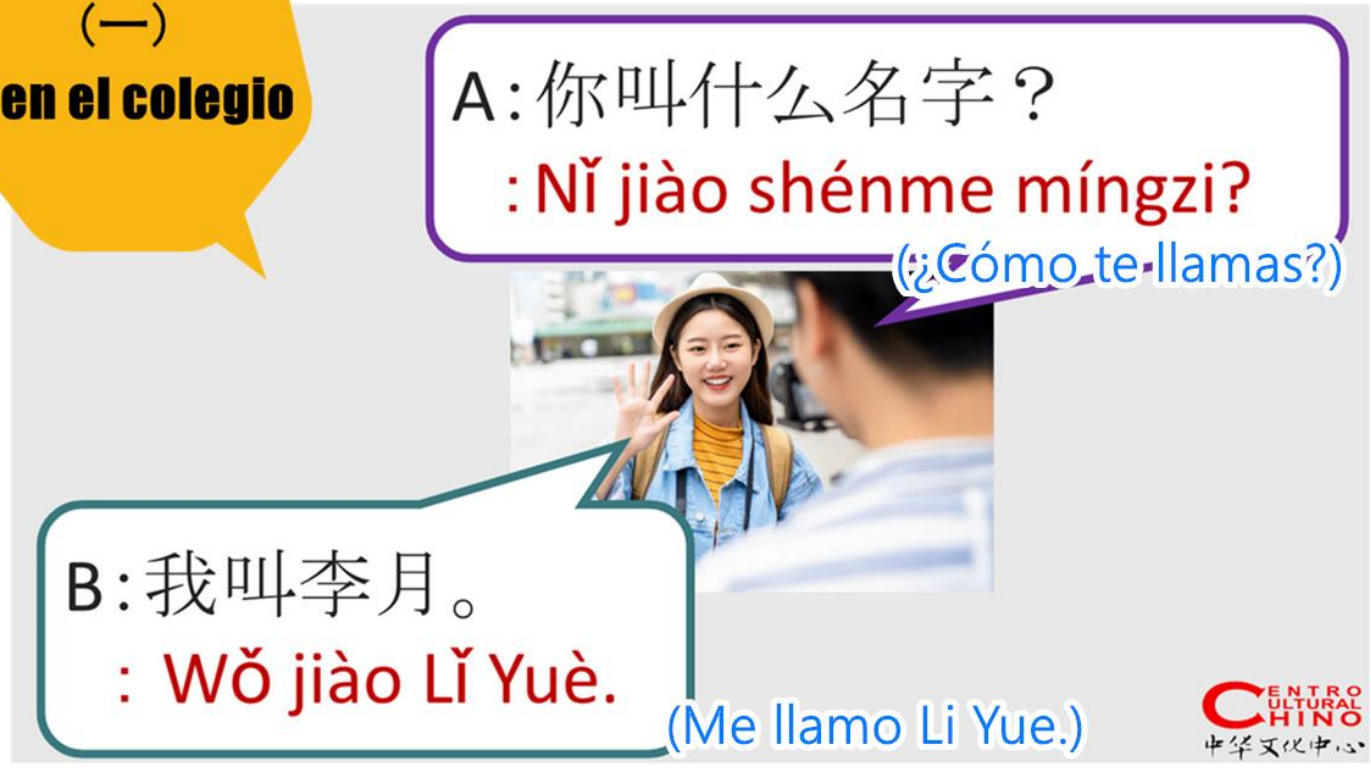 （一）
en el colegio
A:你叫什么名字？
:Nǐ jiào shénme míngzi?
(¿Cómo te llamas?)
B:我叫李月。
: Wǒ jiào Lǐ Yuè.
(Me llamo Li Yue.)
CENTRO
CULTURAL
CHINO
中华文化中心